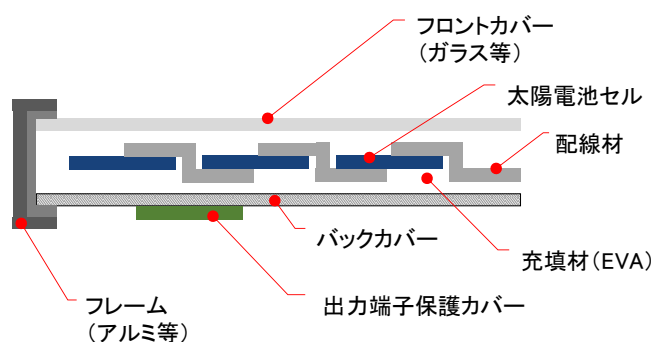 フロントカバー
(ガラス等)
太陽電池セル
配線材
バックカバー
充填材(EVA)
フレーム
(アルミ等)
出力端子保護カバー